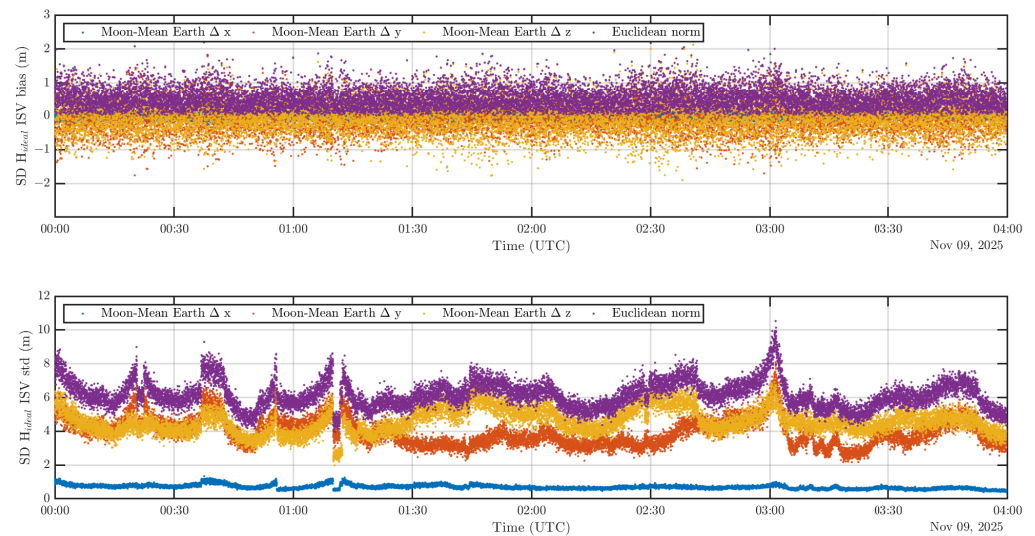 SD H_ideal ISV bias (m)
3
2
1
0
−1
−2
Moon-Mean Earth Δ x Moon-Mean Earth Δ y Moon-Mean Earth Δ z Euclidean norm
00:00 00:30 01:00 01:30 02:00 02:30 03:00 03:30 04:00
Time (UTC)
Nov 09, 2025
SD H_ideal ISV std (m)
12
10
8
6
4
2
0
Moon-Mean Earth Δ x Moon-Mean Earth Δ y Moon-Mean Earth Δ z Euclidean norm
00:00 00:30 01:00 01:30 02:00 02:30 03:00 03:30 04:00
Time (UTC)
Nov 09, 2025